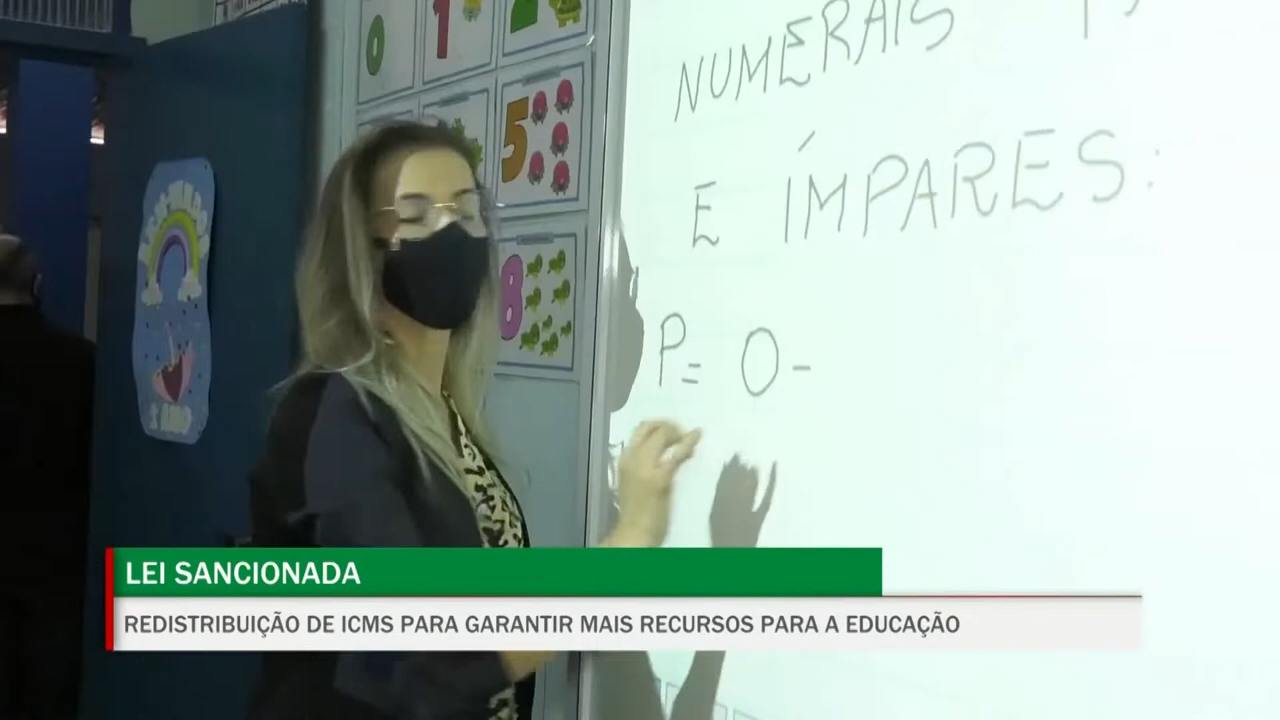 0
1
2
5
8
NUMERAIS
E ÍMPARES:
P= 0-
LEI SANCIONADA
REDISTRIBUIÇÃO DE ICMS PARA GARANTIR MAIS RECURSOS PARA A EDUCAÇÃO